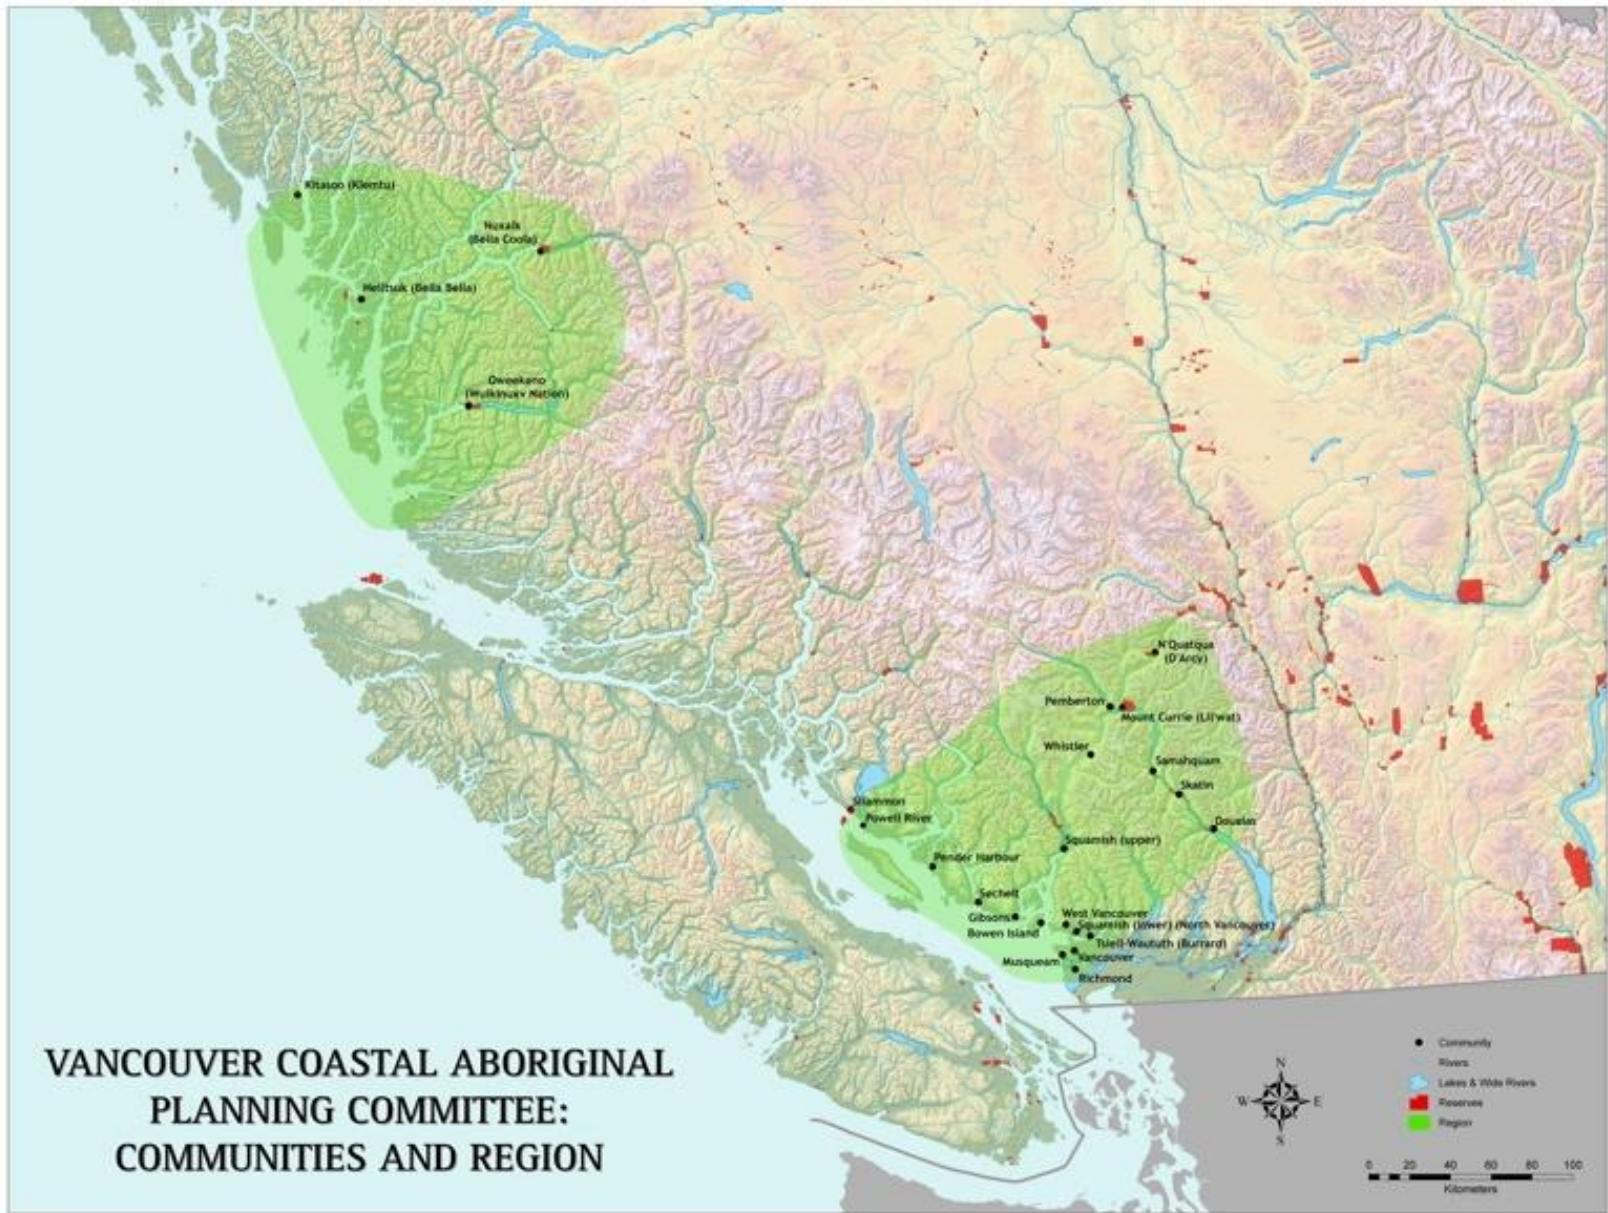 Kitasoo (Klemtu)
Nuxalk
(Bella Coola)
Heiltsuk (Bella Bella)
Oweekeno
(Wuikinuxv Nation)
N'Quatqua
(D'Arcy)
Pemberton
Mount Currie (Lil'wat)
Whistler
Samahquam
Skatin
Sliammon
Powell River
Douglas
Squamish (upper)
Pender Harbour
Sechelt
Gibsons
West Vancouver
Squamish (lower) (North Vancouver)
Bowen Island
Tsleil-Waututh (Burrard)
Musqueam
Vancouver
Richmond
VANCOUVER COASTAL ABORIGINAL
PLANNING COMMITTEE:
COMMUNITIES AND REGION
N
W E
S
Community
Rivers
Lakes & Wide Rivers
Reserves
Region
0 20 40 60 80 100
Kilometers